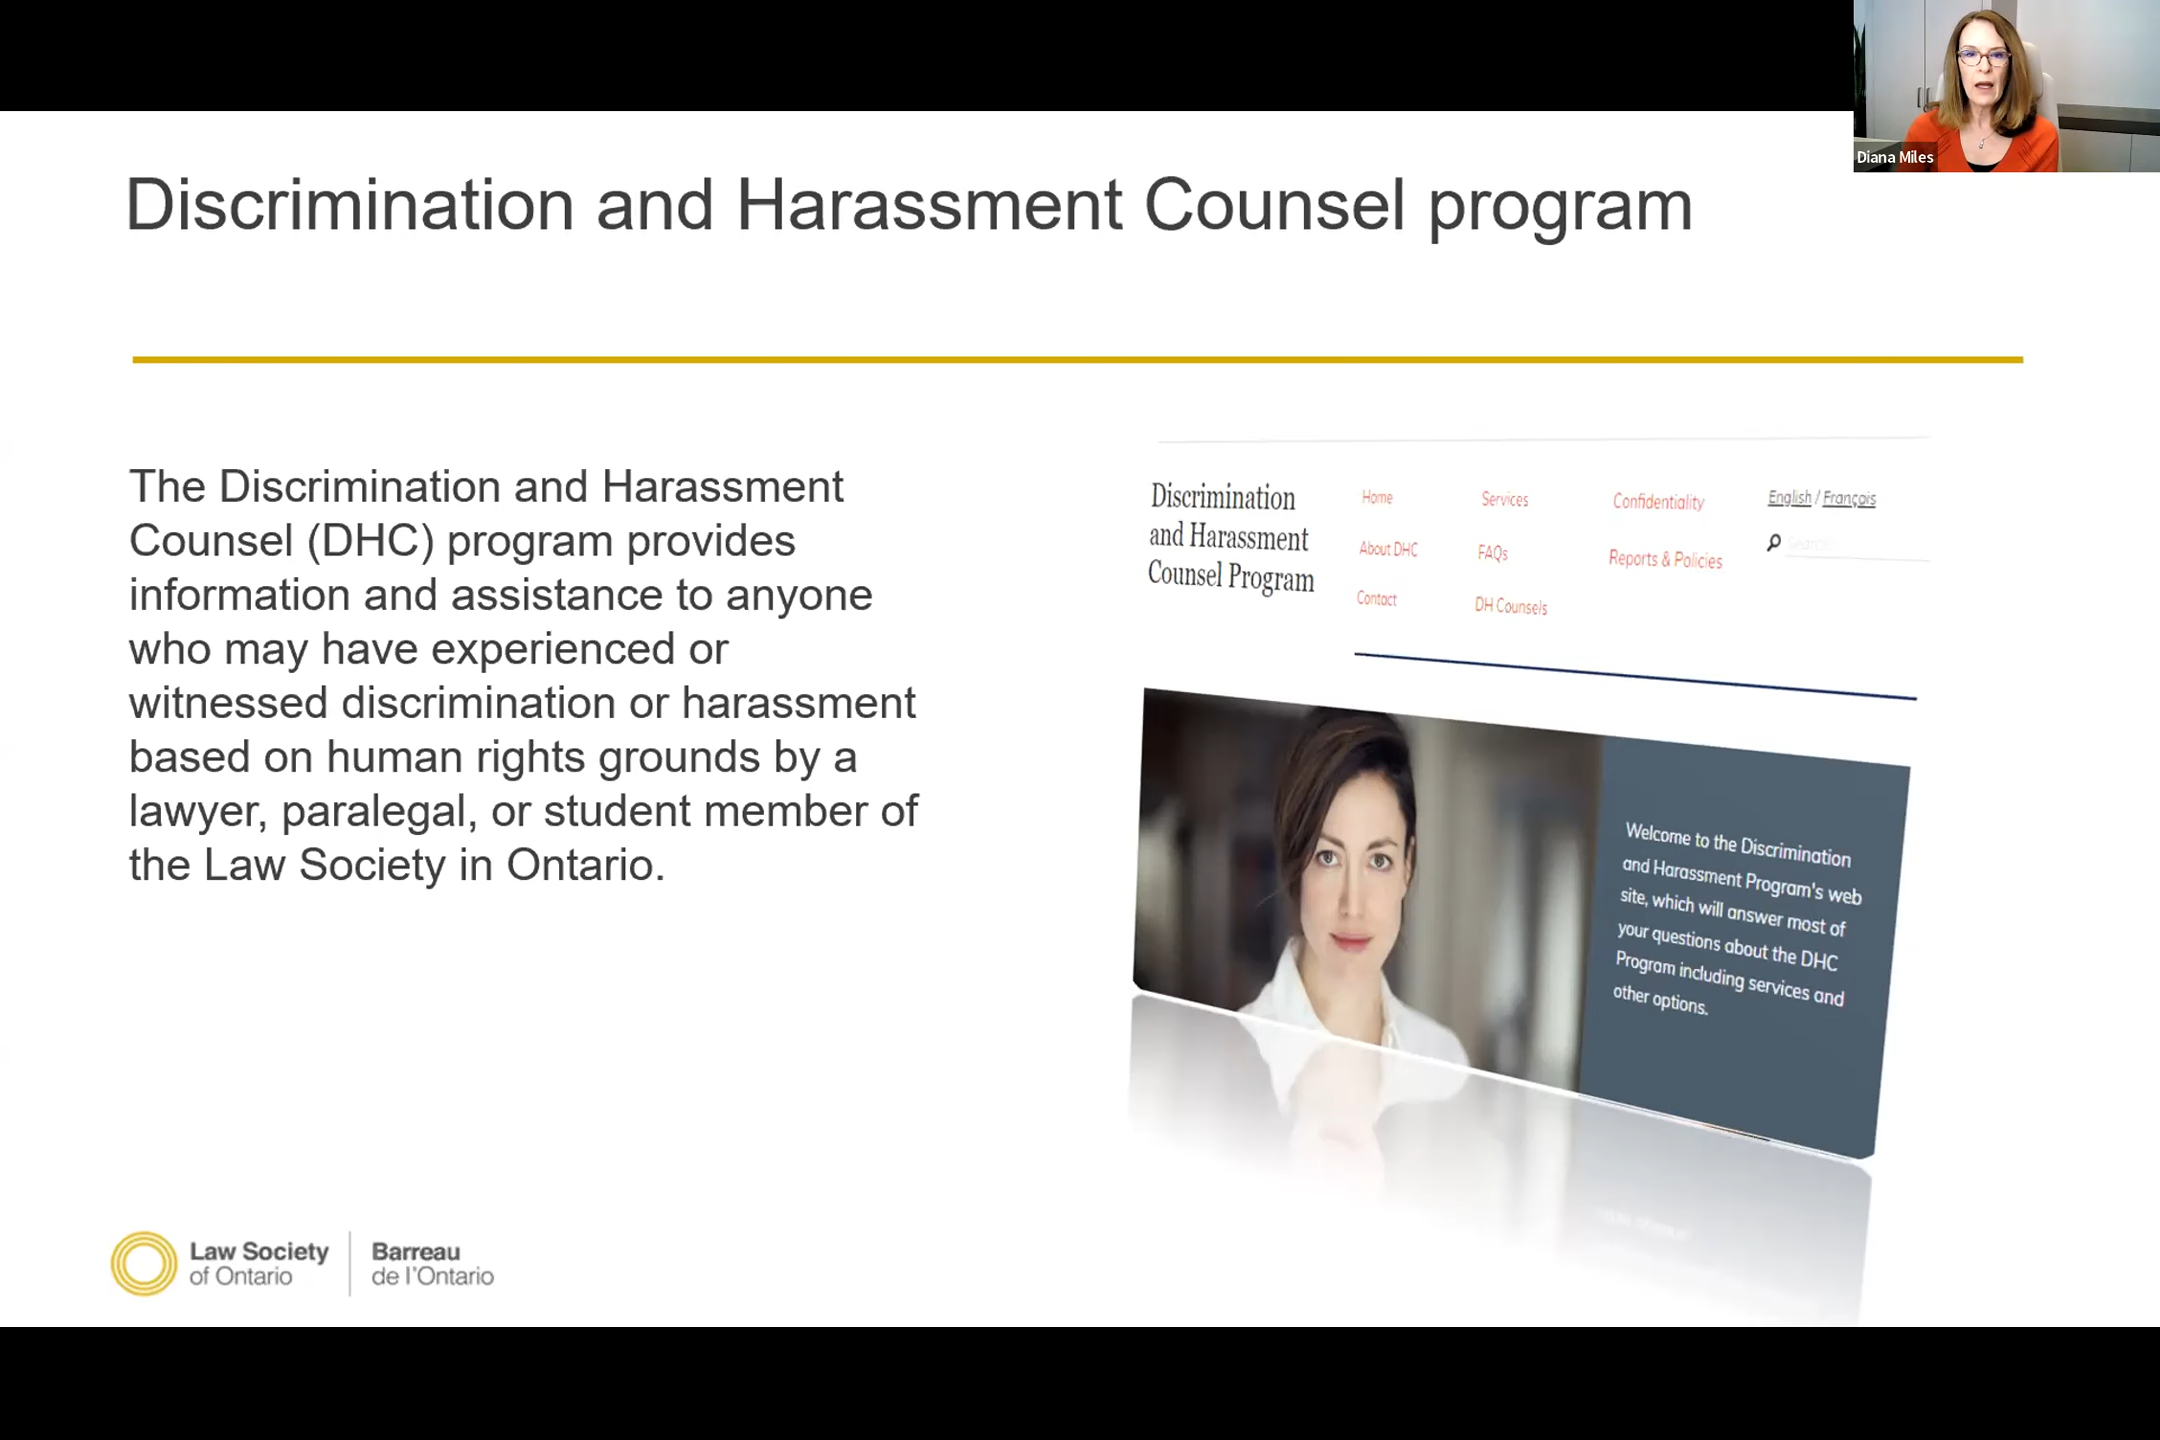 Diana Miles
Discrimination and Harassment Counsel program
The Discrimination and Harassment
Counsel (DHC) program provides
information and assistance to anyone
who may have experienced or
witnessed discrimination or harassment
based on human rights grounds by a
lawyer, paralegal, or student member of
the Law Society in Ontario.
Discrimination
and Harassment
Counsel Program
Home
Services
Confidentiality
English / Français
About DHC
FAQs
Reports & Policies
Search
Contact
DH Counsels
Welcome to the Discrimination
and Harassment Program's web
site, which will answer most of
your questions about the DHC
Program including services and
other options.
Law Society
of Ontario
Barreau
de l'Ontario